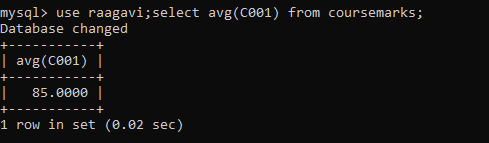 mysql> use raagavi;select avg(C001) from coursemarks;
Database changed
+-----------+
| avg(C001) |
+-----------+
|   85.0000 |
+-----------+
1 row in set (0.02 sec)